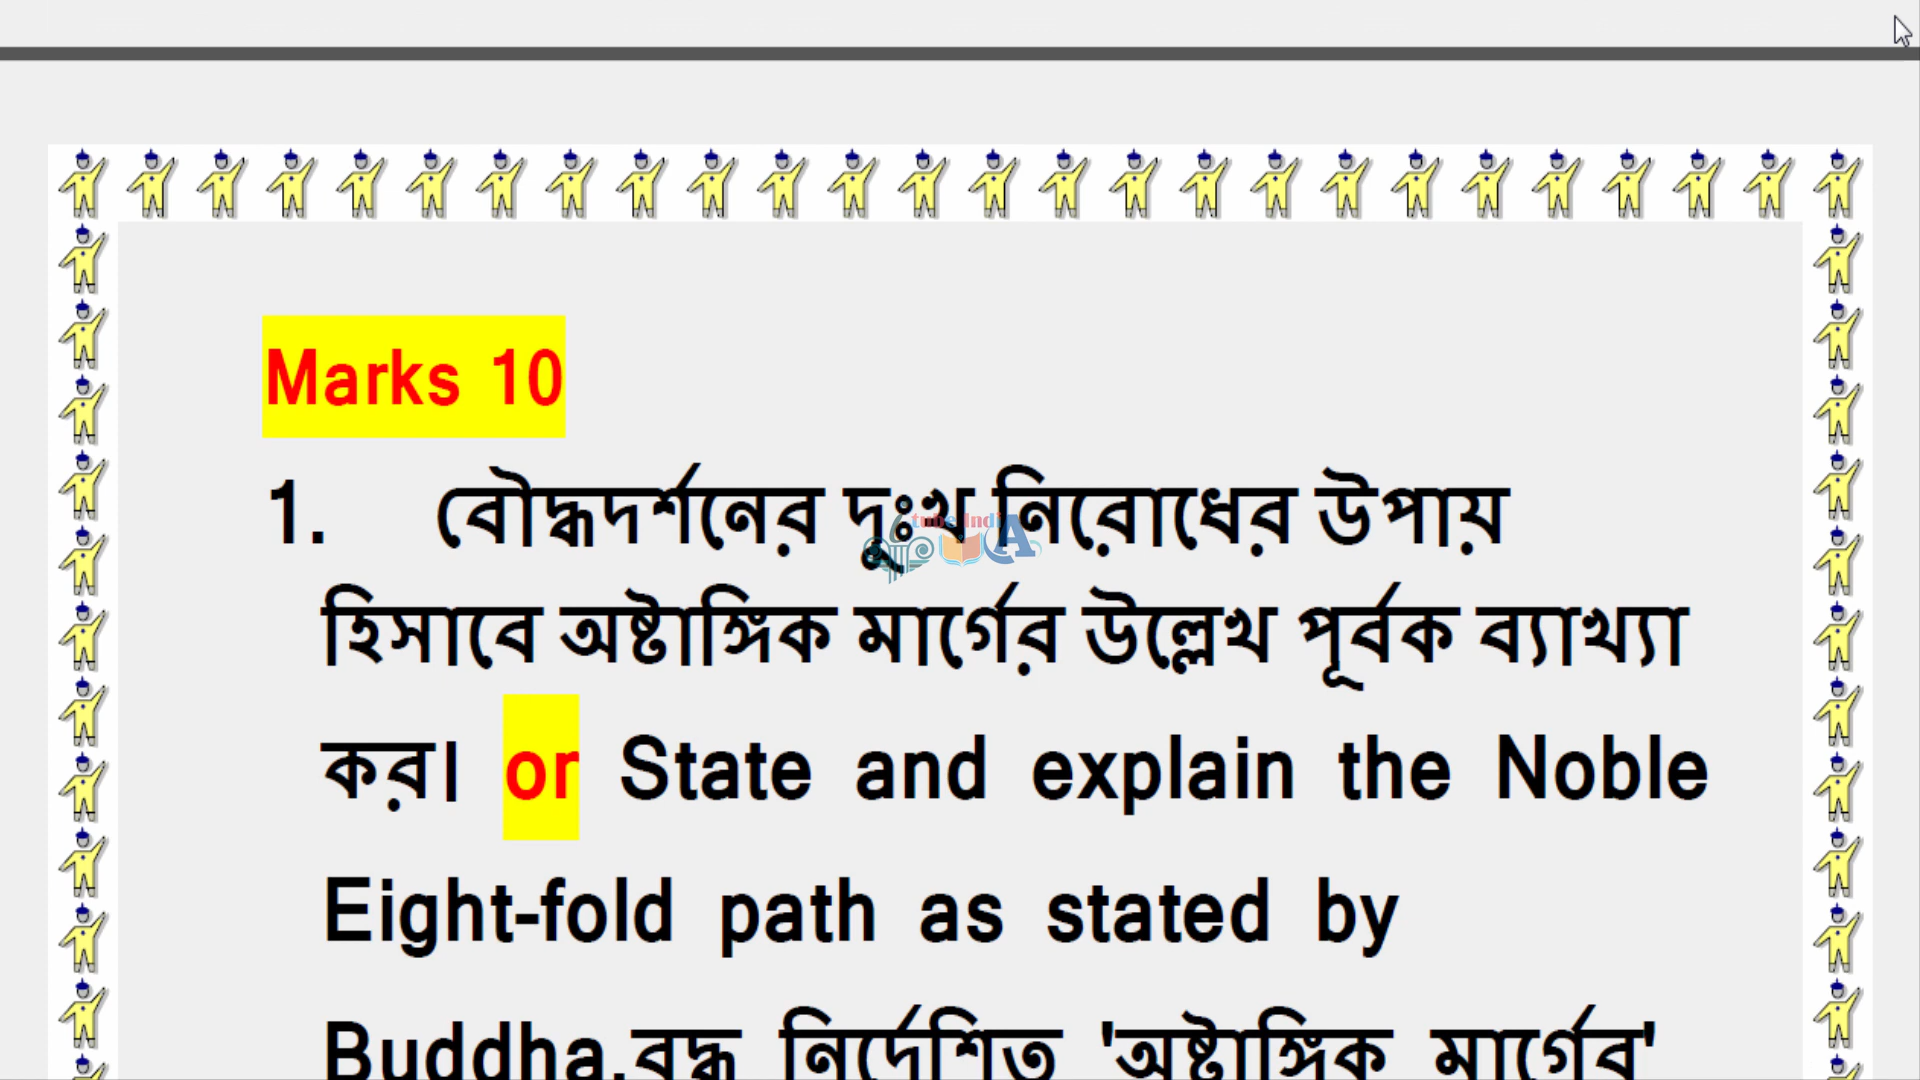 Marks 10
1. বৌদ্ধদর্শনের দুঃখ নিরোধের উপায়
হিসাবে অষ্টাঙ্গিক মার্গের উল্লেখ পূর্বক ব্যাখ্যা
কর। or State and explain the Noble
Eight-fold path as stated by
Buddha.বুদ্ধ নির্দেশিত 'অষ্টাঙ্গিক মার্গের'